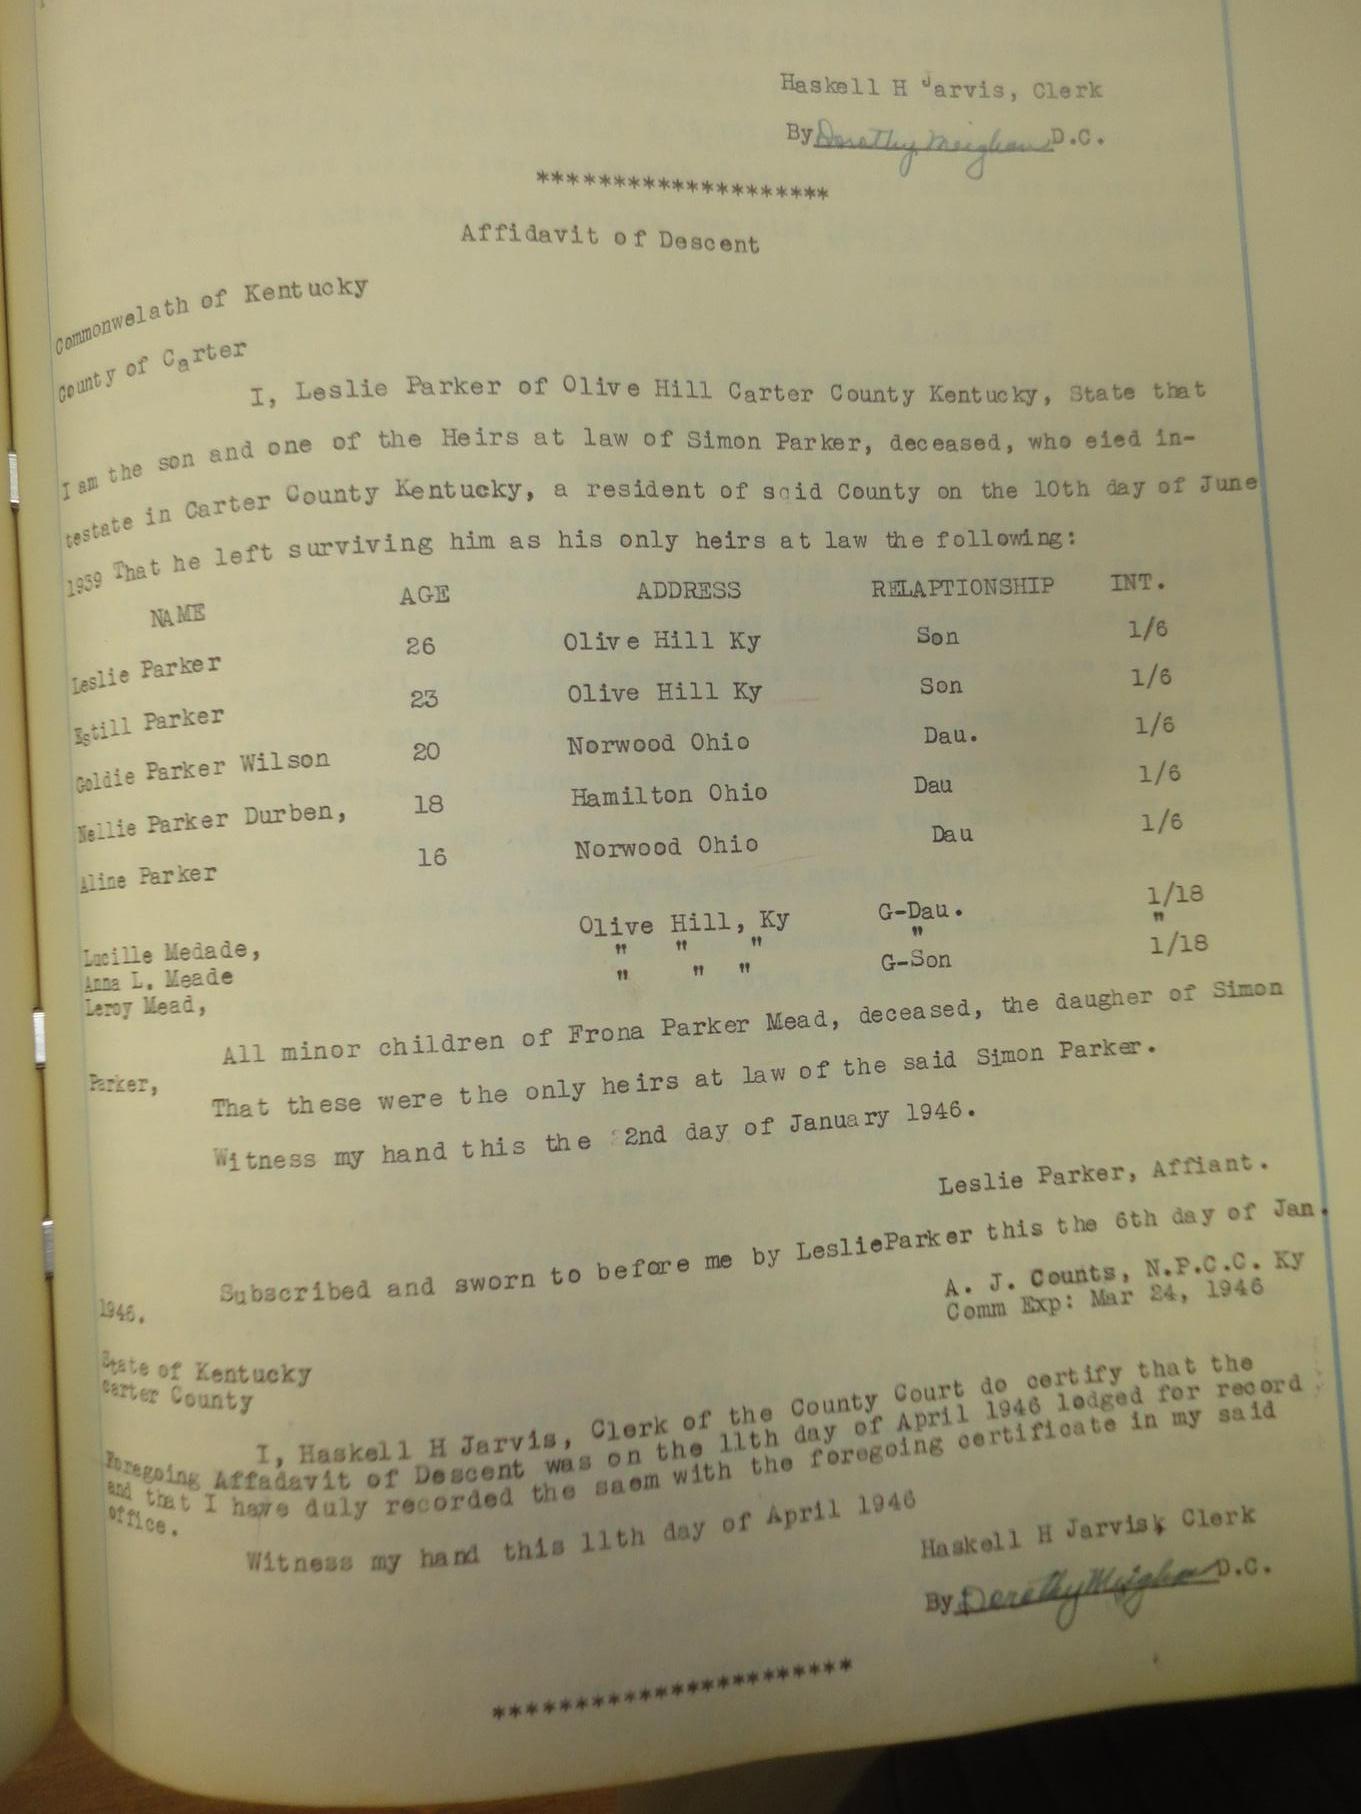 Haskell H Jarvis, Clerk
By Dorothy Meighan D.C.
********************
Affidavit of Descent
Commonwelath of Kentucky
County of Carter
I, Leslie Parker of Olive Hill Carter County Kentucky, State that
I am the son and one of the Heirs at law of Simon Parker, deceased, who eied in-
testate in Carter County Kentucky, a resident of said County on the 10th day of June
1939 That he left surviving him as his only heirs at law the following:
NAME AGE ADDRESS RELAPTIONSHIP INT.
Leslie Parker 26 Olive Hill Ky Son 1/6
Estill Parker 23 Olive Hill Ky Son 1/6
Goldie Parker Wilson 20 Norwood Ohio Dau. 1/6
Nellie Parker Durben, 18 Hamilton Ohio Dau 1/6
Aline Parker 16 Norwood Ohio Dau 1/6
Lucille Medade, Olive Hill, Ky G-Dau. 1/18
Anna L. Meade " " " " "
Leroy Mead, " " " G-Son 1/18
All minor children of Frona Parker Mead, deceased, the daugher of Simon
Parker,
That these were the only heirs at law of the said Simon Parker.
Witness my hand this the 2nd day of January 1946.
Leslie Parker, Affiant.
Subscribed and sworn to before me by LeslieParker this the 6th day of Jan.
1946.
A. J. Counts, N.P.C.C. Ky
Comm Exp: Mar 24, 1946
State of Kentucky
Carter County
I, Haskell H Jarvis, Clerk of the County Court do certify that the
Foregoing Affadavit of Descent was on the 11th day of April 1946 lodged for record
and that I have duly recorded the saem with the foregoing certificate in my said
office.
Witness my hand this 11th day of April 1946
Haskell H Jarvisk Clerk
By Dorothy Meighan D.C.
************************